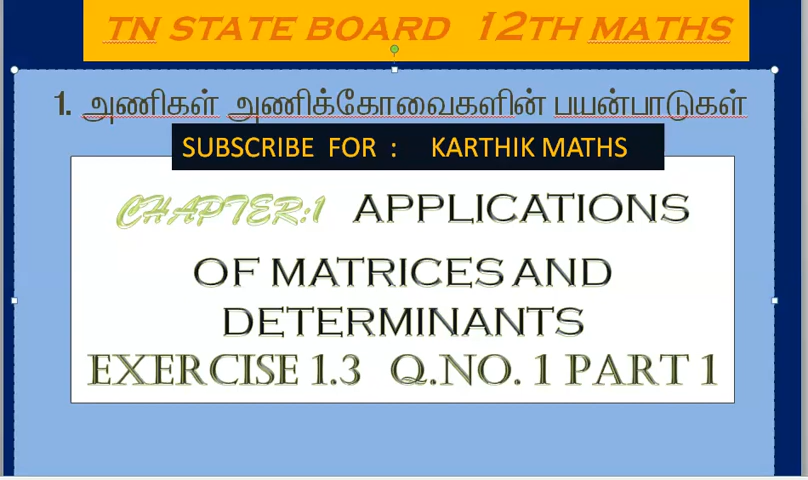 TN STATE BOARD 12TH MATHS
1. அணிகள் அணிக்கோவைகளின் பயன்பாடுகள்
SUBSCRIBE FOR : KARTHIK MATHS
CHAPTER:1 APPLICATIONS
OF MATRICES AND
DETERMINANTS
EXERCISE 1.3 Q.NO. 1 PART 1